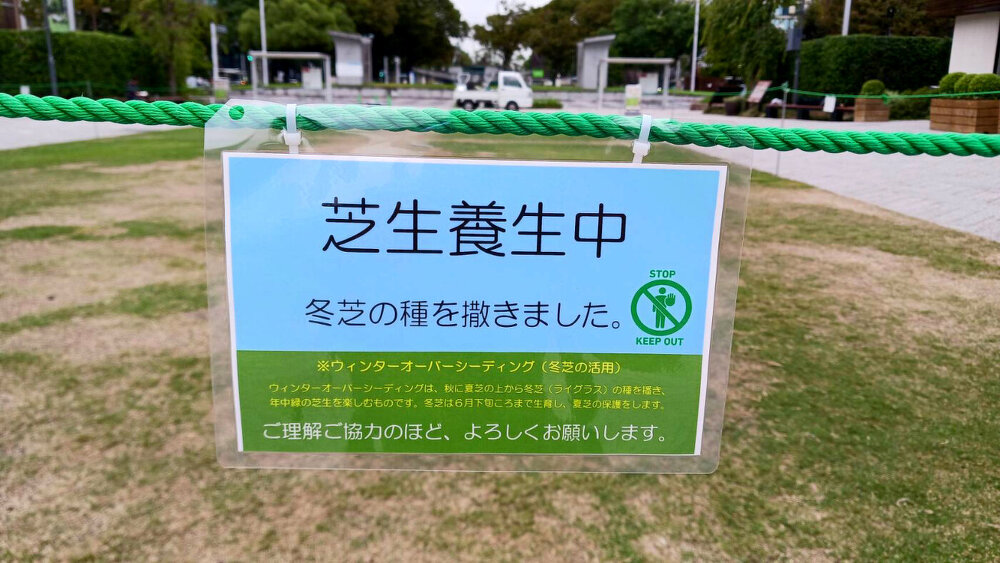 芝生養生中
冬芝の種を撒きました。
STOP
KEEP OUT
※ウィンターオーバーシーディング（冬芝の活用）
ウィンターオーバーシーディングは、秋に夏芝の上から冬芝（ライグラス）の種を播き、
年中緑の芝生を楽しむものです。冬芝は６月下旬ころまで生育し、夏芝の保護をします。
ご理解ご協力のほど、よろしくお願いします。